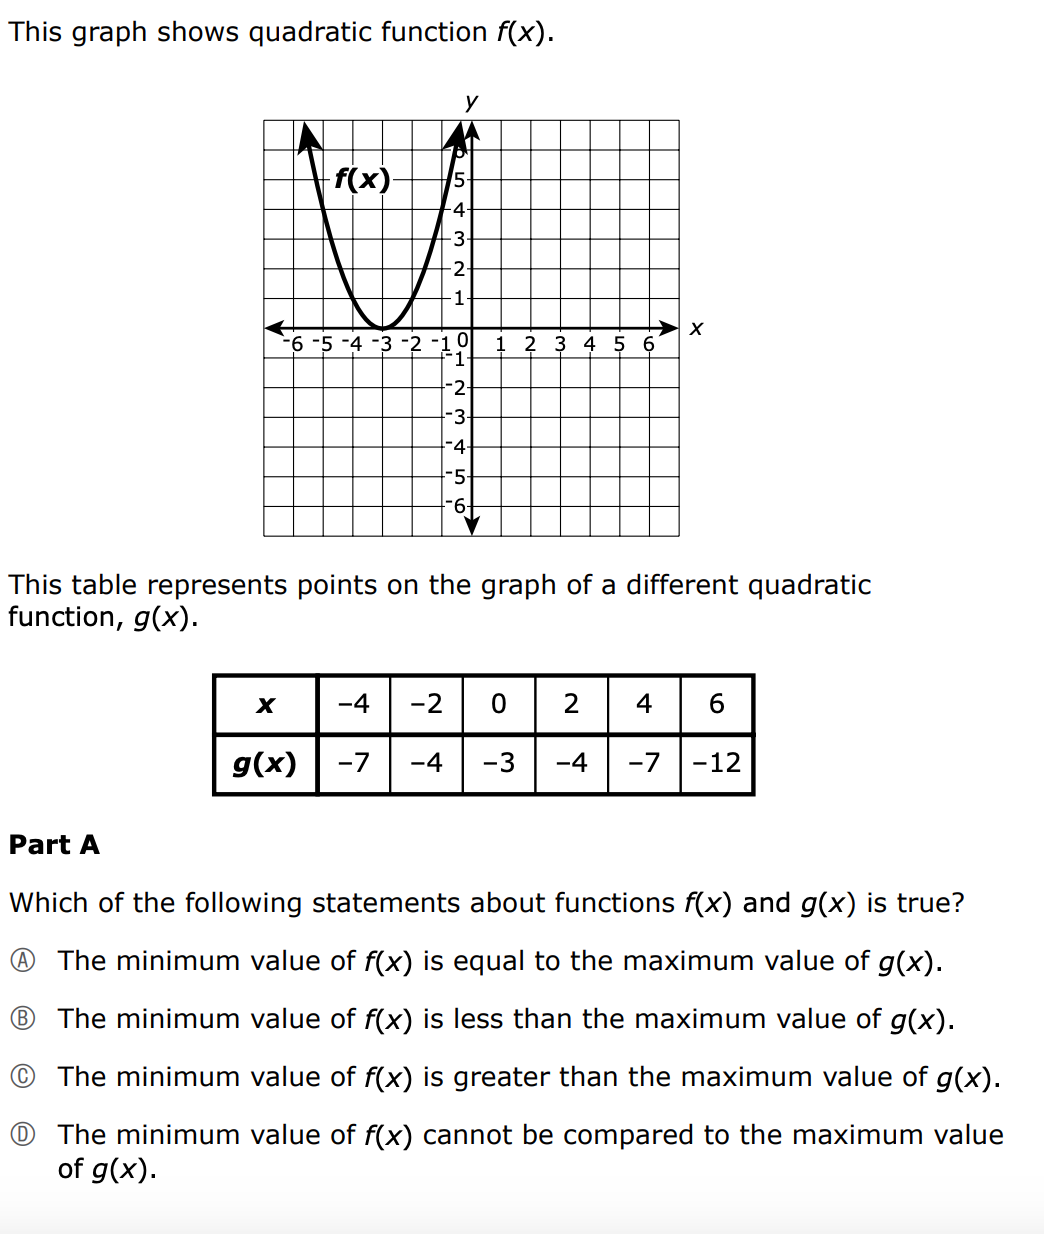 This graph shows quadratic function f(x).
y
f(x)
6
5
4
3
2
1
x
-6 -5 -4 -3 -2 -1 0 1 2 3 4 5 6
-1
-2
-3
-4
-5
-6
This table represents points on the graph of a different quadratic
function, g(x).
x −4 −2 0 2 4 6
g(x) −7 −4 −3 −4 −7 −12
Part A
Which of the following statements about functions f(x) and g(x) is true?
Ⓐ The minimum value of f(x) is equal to the maximum value of g(x).
Ⓑ The minimum value of f(x) is less than the maximum value of g(x).
Ⓒ The minimum value of f(x) is greater than the maximum value of g(x).
Ⓓ The minimum value of f(x) cannot be compared to the maximum value
of g(x).